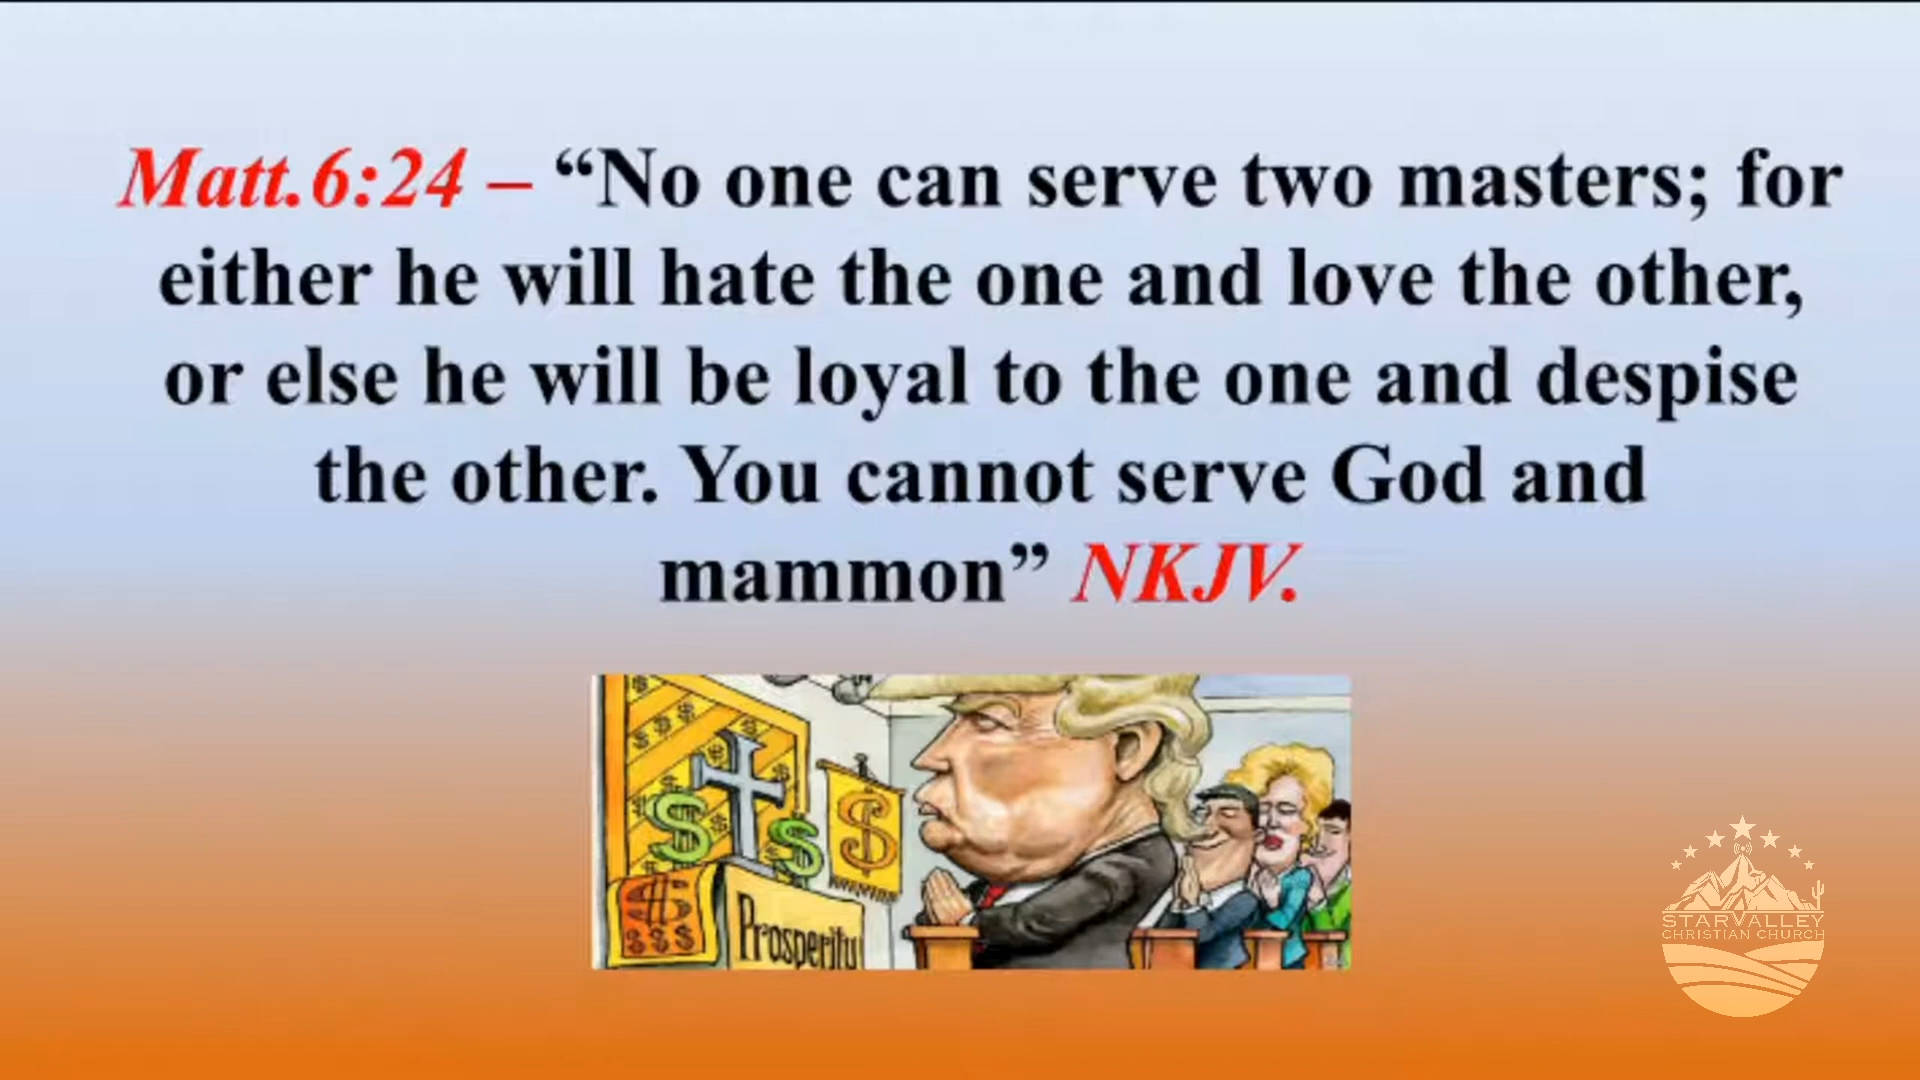 Matt.6:24 – “No one can serve two masters; for
either he will hate the one and love the other,
or else he will be loyal to the one and despise
the other. You cannot serve God and
mammon” NKJV.
$ $ $
$ $ $
$ $ $
Prosperity
STAR VALLEY
CHRISTIAN CHURCH